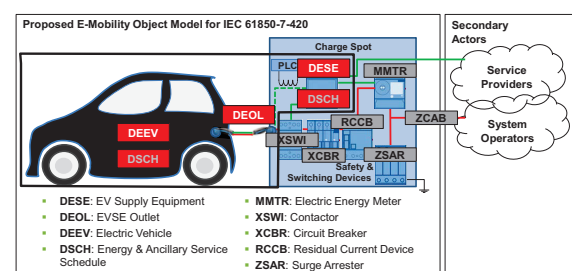 Proposed E-Mobility Object Model for IEC 61850-7-420
Secondary
Actors
Charge Spot
PLC
DESE
MMTR
DSCH
DEOL
RCCB
ZCAB
Service
Providers
System
Operators
DEEV
DSCH
XSWI
XCBR
ZSAR
Safety &
Switching Devices
DESE: EV Supply Equipment
DEOL: EVSE Outlet
DEEV: Electric Vehicle
DSCH: Energy & Ancillary Service
Schedule
MMTR: Electric Energy Meter
XSWI: Contactor
XCBR: Circuit Breaker
RCCB: Residual Current Device
ZSAR: Surge Arrester